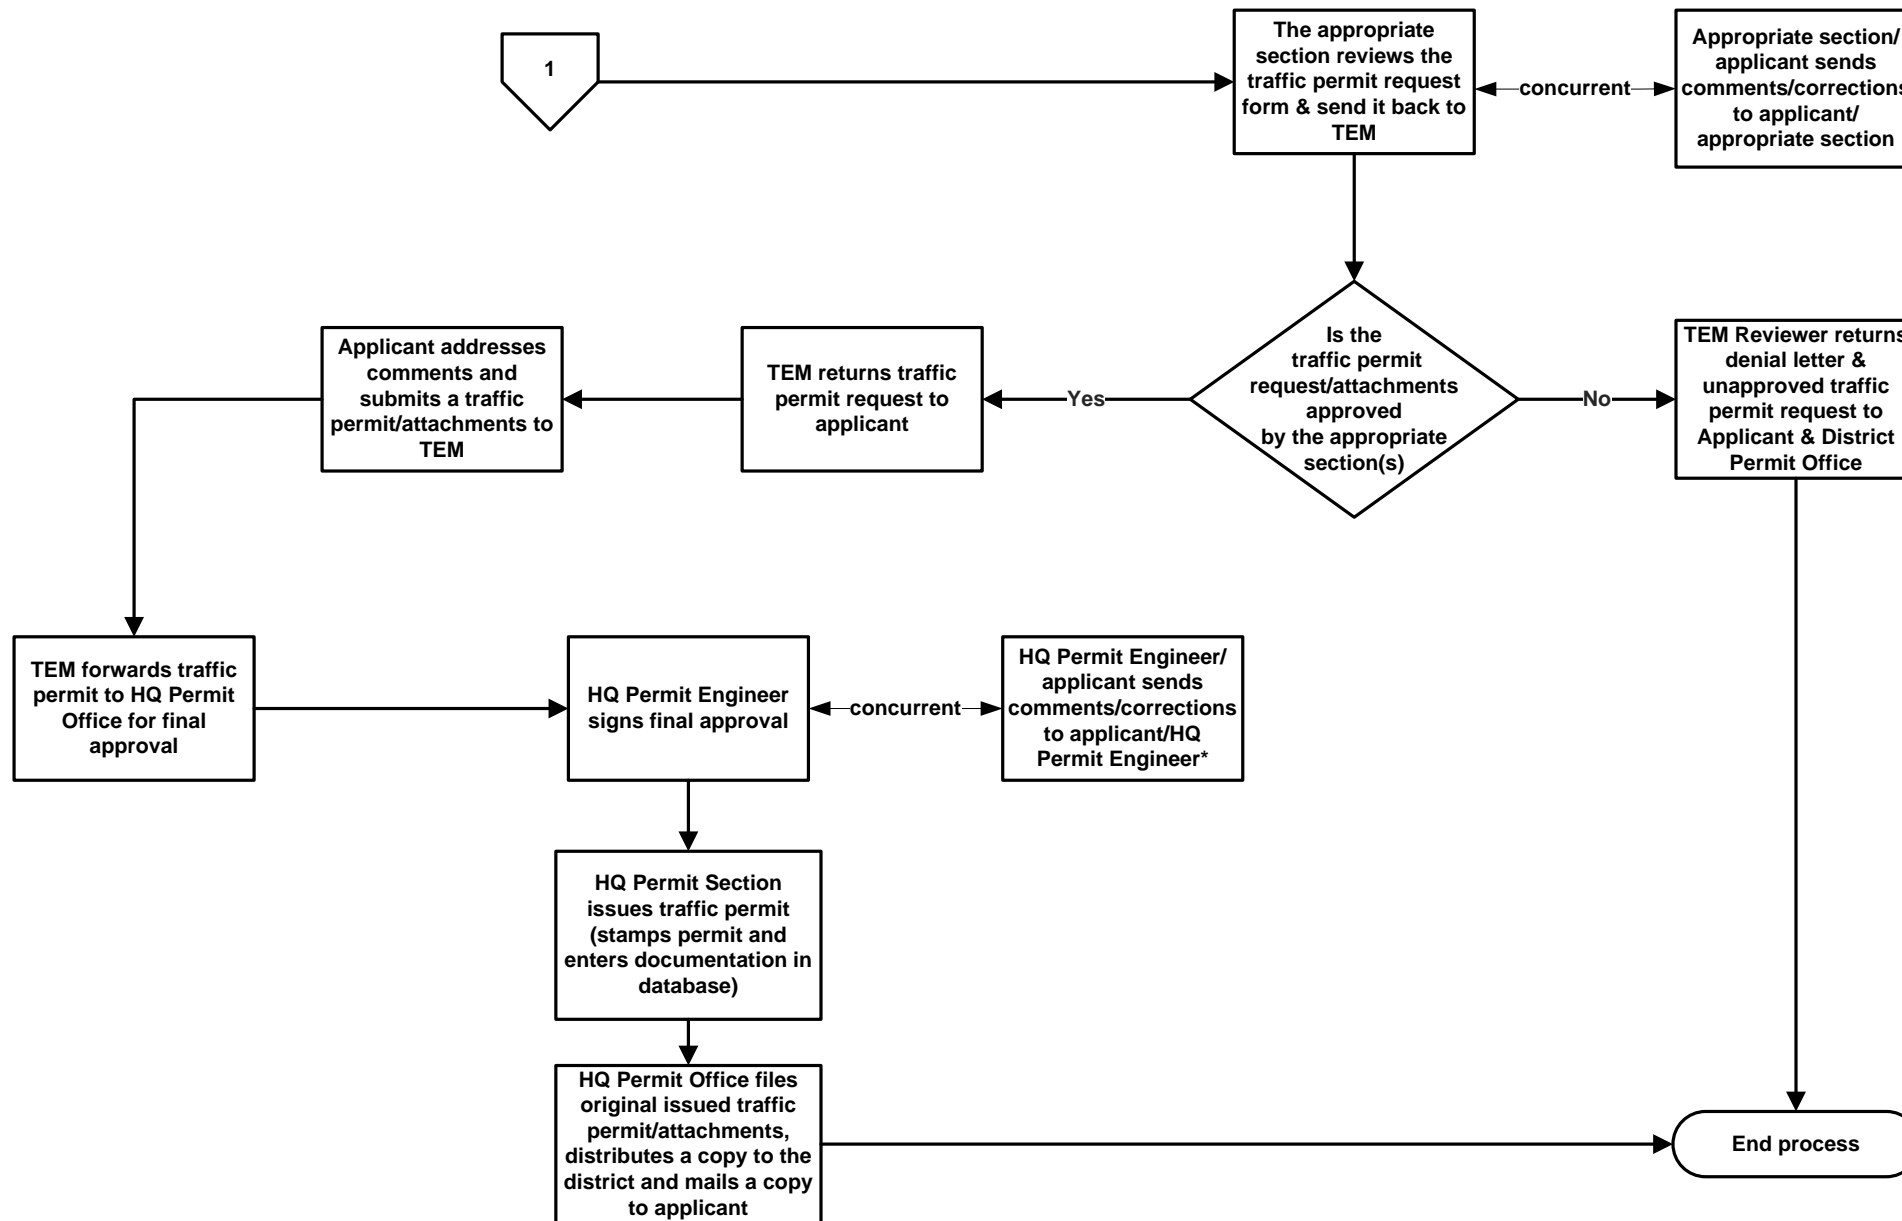 1
The appropriate
section reviews the
traffic permit request
form & send it back to
TEM
concurrent
Appropriate section/
applicant sends
comments/corrections
to applicant/
appropriate section
Applicant addresses
comments and
submits a traffic
permit/attachments to
TEM
TEM returns traffic
permit request to
applicant
Yes
Is the
traffic permit
request/attachments
approved
by the appropriate
section(s)
No
TEM Reviewer returns
denial letter &
unapproved traffic
permit request to
Applicant & District
Permit Office
TEM forwards traffic
permit to HQ Permit
Office for final
approval
HQ Permit Engineer
signs final approval
concurrent
HQ Permit Engineer/
applicant sends
comments/corrections
to applicant/HQ
Permit Engineer*
HQ Permit Section
issues traffic permit
(stamps permit and
enters documentation in
database)
HQ Permit Office files
original issued traffic
permit/attachments,
distributes a copy to the
district and mails a copy
to applicant
End process